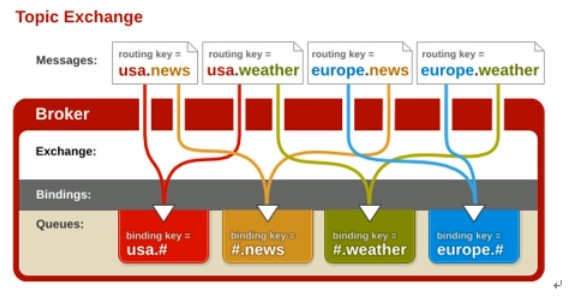 Topic Exchange
Messages:
routing key =
usa.news
routing key =
usa.weather
routing key =
europe.news
routing key =
europe.weather
Broker
Exchange:
Bindings:
Queues:
binding key =
usa.#
binding key =
#.news
binding key =
#.weather
binding key =
europe.#